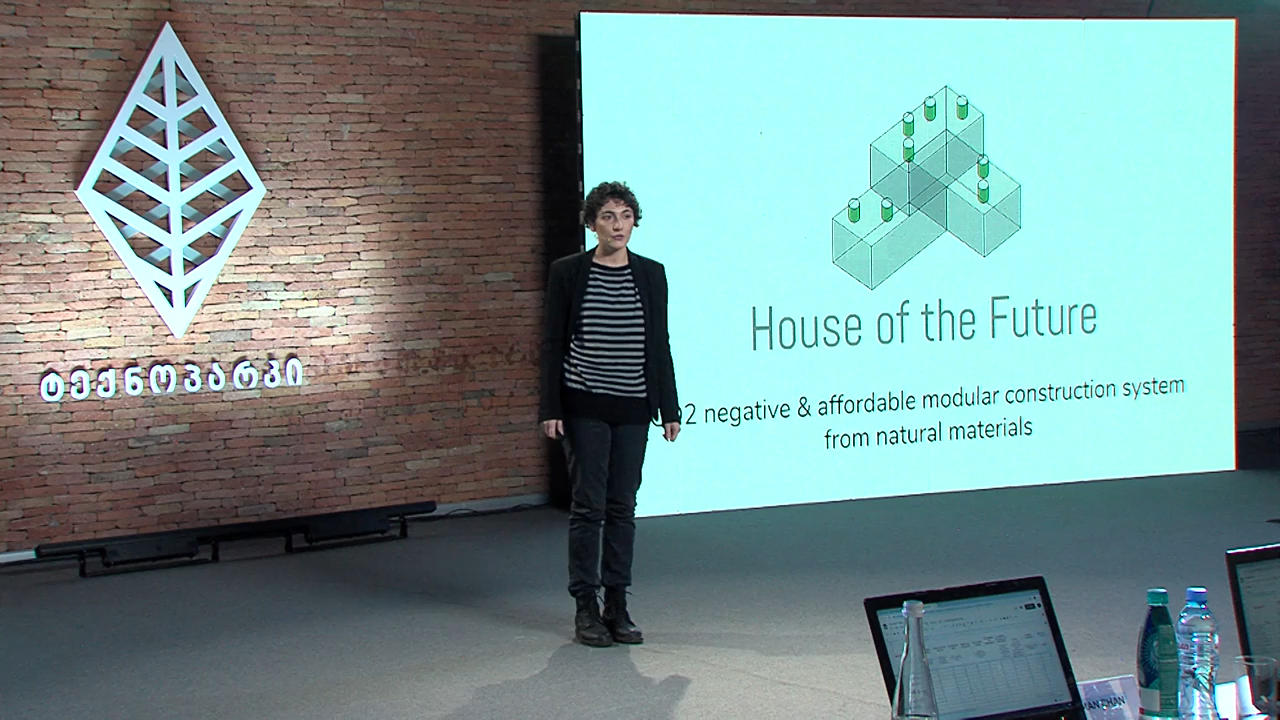 ტექნოპარკი
House of the Future
2 negative & affordable modular construction system
from natural materials